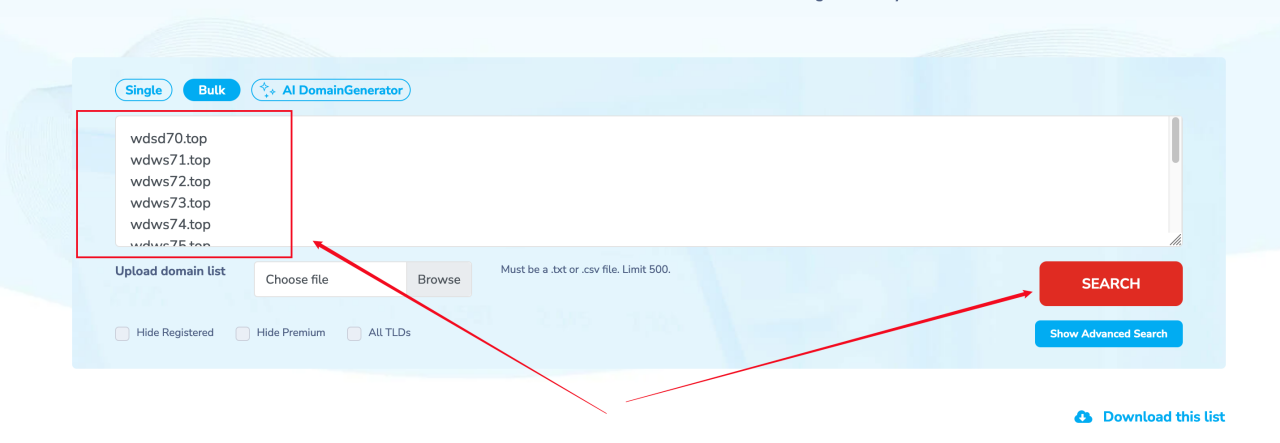 Single Bulk AI DomainGenerator
wdsd70.top
wdws71.top
wdws72.top
wdws73.top
wdws74.top
wdws75.top
Upload domain list Choose file Browse Must be a .txt or .csv file. Limit 500. SEARCH
Hide Registered Hide Premium All TLDs Show Advanced Search
Download this list